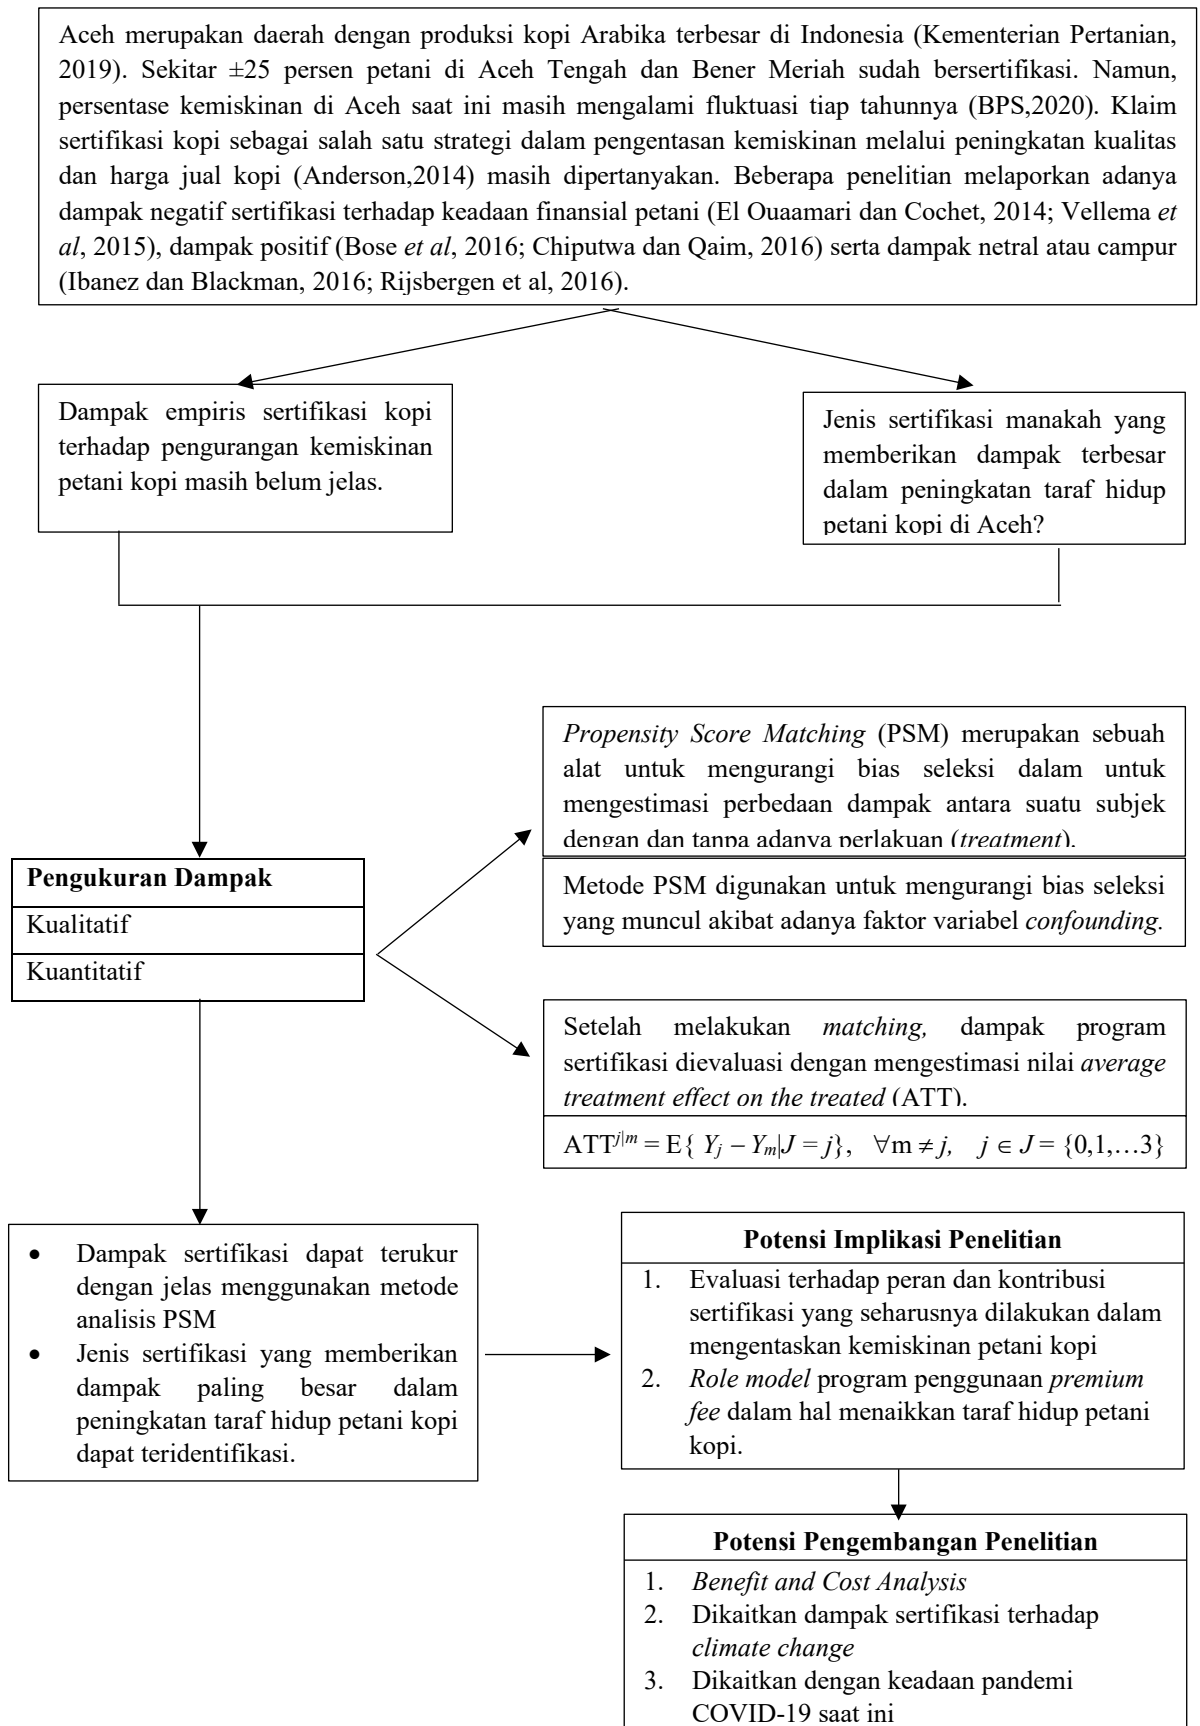 Aceh merupakan daerah dengan produksi kopi Arabika terbesar di Indonesia (Kementerian Pertanian,
2019). Sekitar ±25 persen petani di Aceh Tengah dan Bener Meriah sudah bersertifikasi. Namun,
persentase kemiskinan di Aceh saat ini masih mengalami fluktuasi tiap tahunnya (BPS,2020). Klaim
sertifikasi kopi sebagai salah satu strategi dalam pengentasan kemiskinan melalui peningkatan kualitas
dan harga jual kopi (Anderson,2014) masih dipertanyakan. Beberapa penelitian melaporkan adanya
dampak negatif sertifikasi terhadap keadaan finansial petani (El Ouaamari dan Cochet, 2014; Vellema et
al, 2015), dampak positif (Bose et al, 2016; Chiputwa dan Qaim, 2016) serta dampak netral atau campur
(Ibanez dan Blackman, 2016; Rijsbergen et al, 2016).
Dampak empiris sertifikasi kopi
terhadap pengurangan kemiskinan
petani kopi masih belum jelas.
Jenis sertifikasi manakah yang
memberikan dampak terbesar
dalam peningkatan taraf hidup
petani kopi di Aceh?
Propensity Score Matching (PSM) merupakan sebuah
alat untuk mengurangi bias seleksi dalam untuk
mengestimasi perbedaan dampak antara suatu subjek
dengan dan tanpa adanya perlakuan (treatment).
Metode PSM digunakan untuk mengurangi bias seleksi
yang muncul akibat adanya faktor variabel confounding.
Pengukuran Dampak
Kualitatif
Kuantitatif
Setelah melakukan matching, dampak program
sertifikasi dievaluasi dengan mengestimasi nilai average
treatment effect on the treated (ATT).
ATT^{j|m} = E{ Y_j – Y_m|J = j}, ∀m ≠ j, j ∈ J = {0,1,…3}
• Dampak sertifikasi dapat terukur
dengan jelas menggunakan metode
analisis PSM
• Jenis sertifikasi yang memberikan
dampak paling besar dalam
peningkatan taraf hidup petani kopi
dapat teridentifikasi.
Potensi Implikasi Penelitian
1. Evaluasi terhadap peran dan kontribusi
sertifikasi yang seharusnya dilakukan dalam
mengentaskan kemiskinan petani kopi
2. Role model program penggunaan premium
fee dalam hal menaikkan taraf hidup petani
kopi.
Potensi Pengembangan Penelitian
1. Benefit and Cost Analysis
2. Dikaitkan dampak sertifikasi terhadap
climate change
3. Dikaitkan dengan keadaan pandemi
COVID-19 saat ini